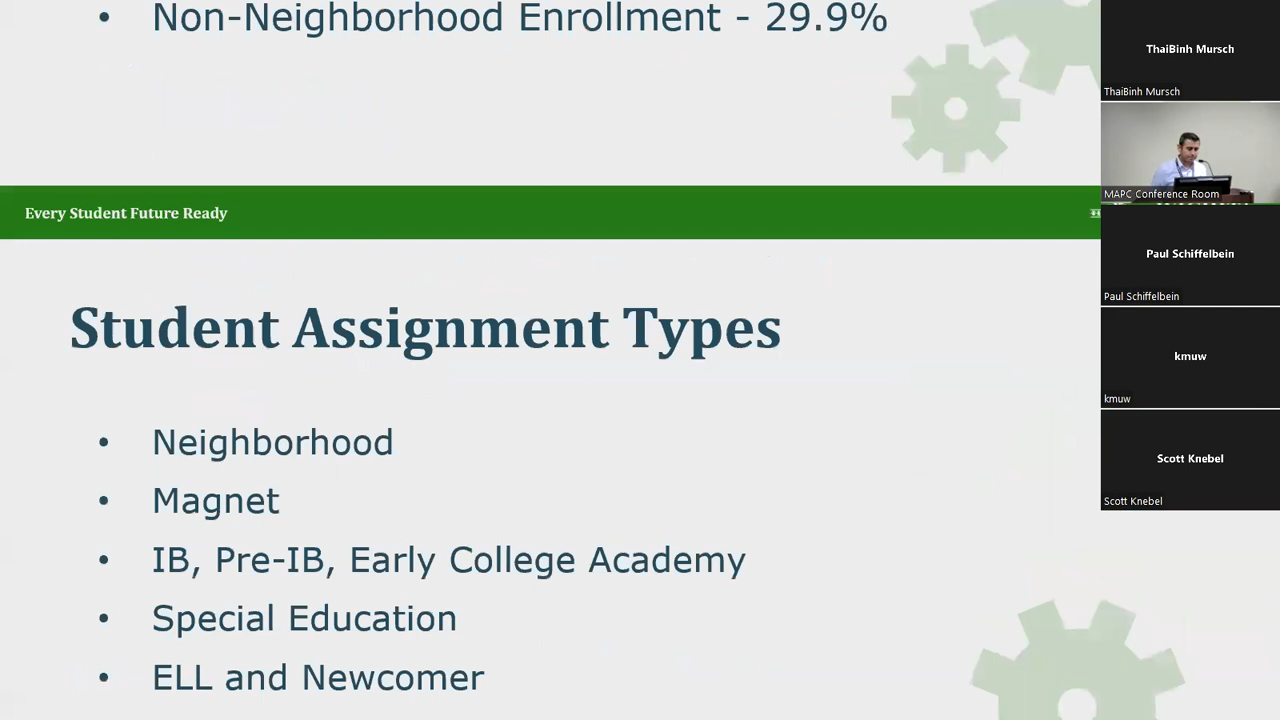 • Non-Neighborhood Enrollment - 29.9%
Every Student Future Ready
Student Assignment Types
• Neighborhood
• Magnet
• IB, Pre-IB, Early College Academy
• Special Education
• ELL and Newcomer
ThaiBinh Mursch
ThaiBinh Mursch
MAPC Conference Room
Paul Schiffelbein
Paul Schiffelbein
kmuw
kmuw
Scott Knebel
Scott Knebel